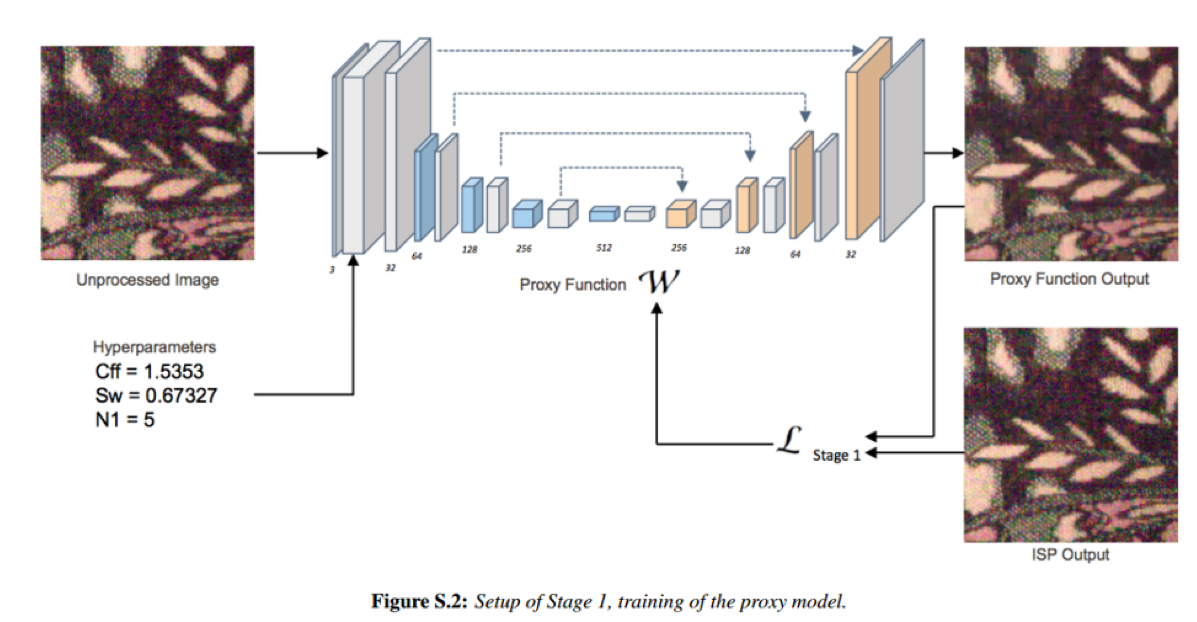 3
32
64
128
256
512
256
128
64
32
Unprocessed Image
Proxy Function 𝒲
Proxy Function Output
Hyperparameters
Cff = 1.5353
Sw = 0.67327
N1 = 5
ℒ Stage 1
ISP Output
Figure S.2: Setup of Stage 1, training of the proxy model.